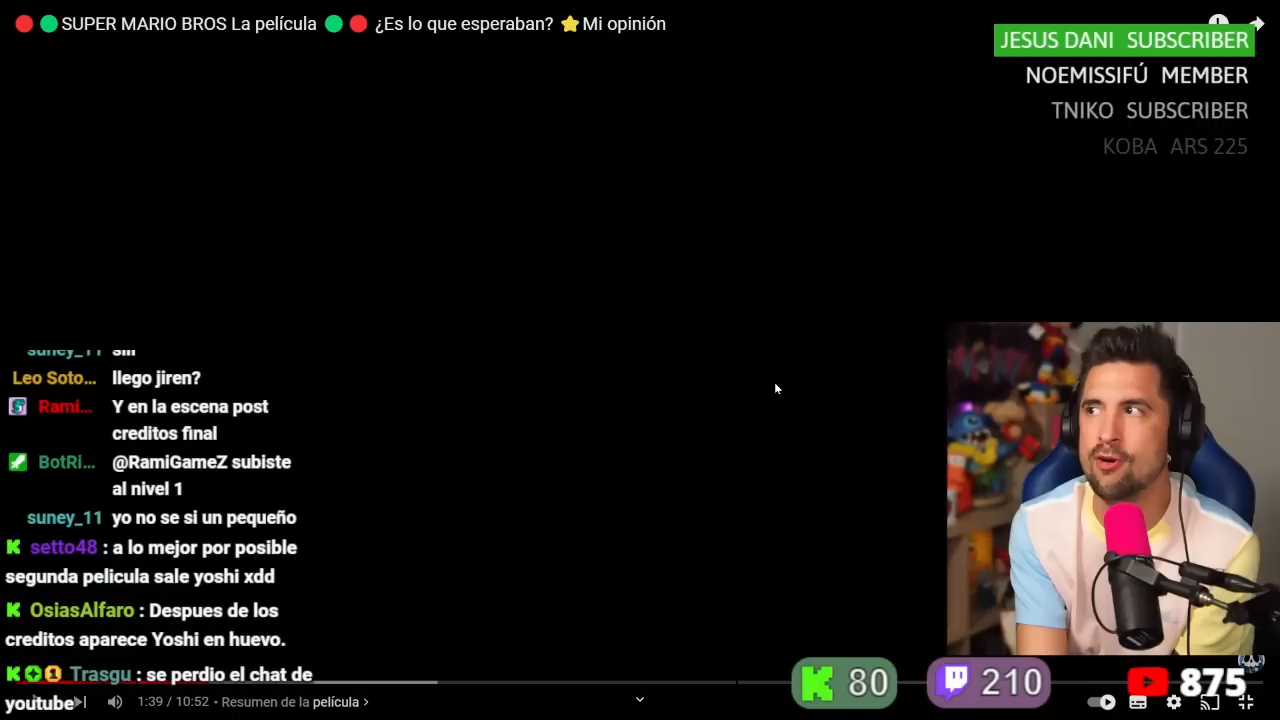 SUPER MARIO BROS La película ¿Es lo que esperaban? Mi opinión
JESUS DANI SUBSCRIBER
NOEMISSIFÚ MEMBER
TNIKO SUBSCRIBER
KOBA ARS 225
suney_11 siii
Leo Soto... llego jiren?
Rami... Y en la escena post
creditos final
BotRi... @RamiGameZ subiste
al nivel 1
suney_11 yo no se si un pequeño
setto48 : a lo mejor por posible
segunda pelicula sale yoshi xdd
OsiasAlfaro : Despues de los
creditos aparece Yoshi en huevo.
1 Trasgu : se perdio el chat de
youtube
1:39 / 10:52 • Resumen de la película >
K 80
210
875